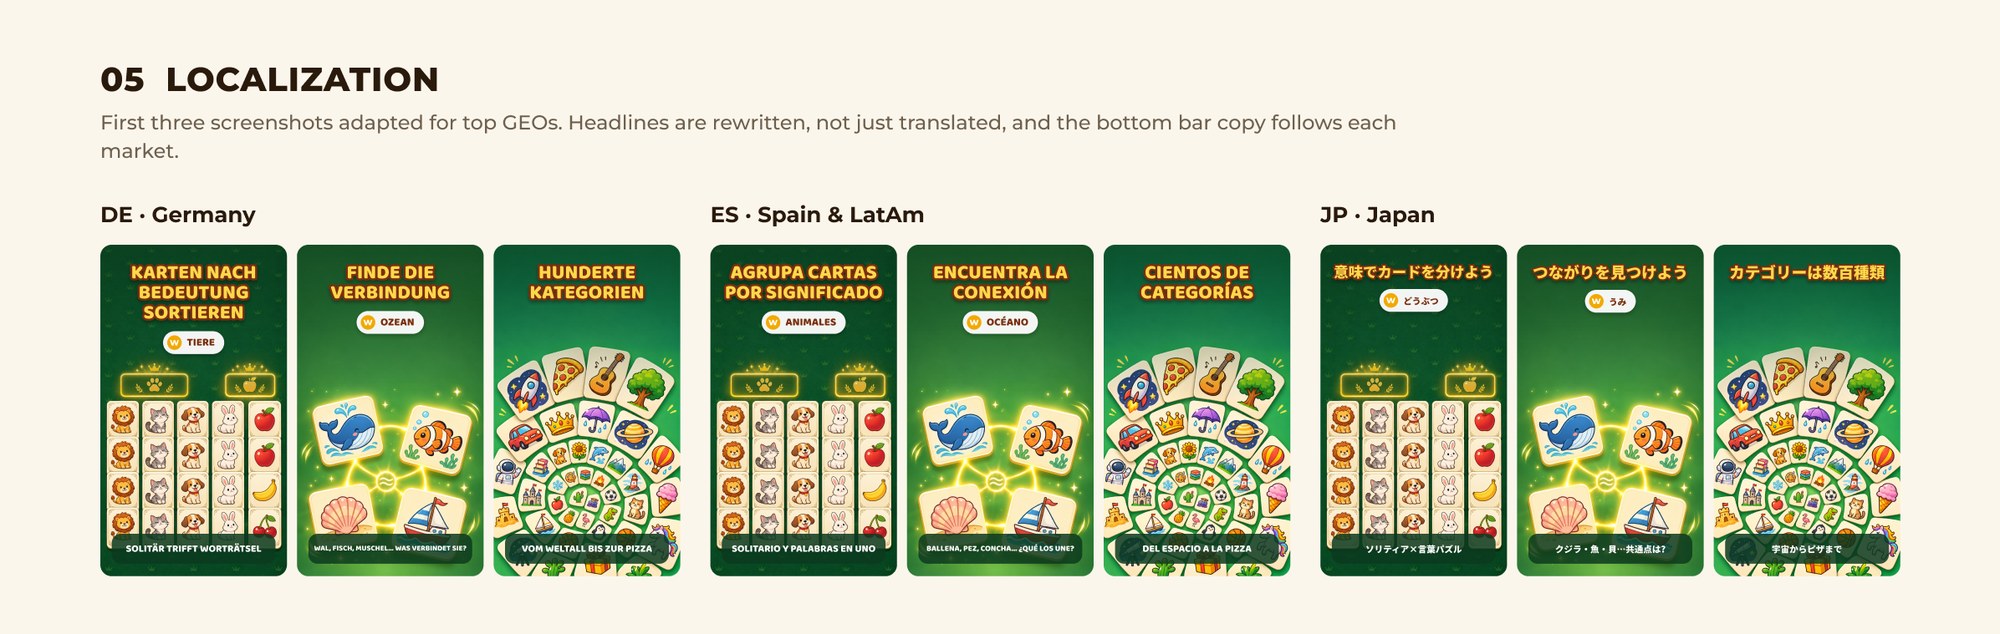 05 LOCALIZATION
First three screenshots adapted for top GEOs. Headlines are rewritten, not just translated, and the bottom bar copy follows each
market.
DE · Germany
KARTEN NACH
BEDEUTUNG
SORTIEREN
W TIERE
SOLITÄR TRIFFT WORTRÄTSEL
FINDE DIE
VERBINDUNG
W OZEAN
WAL, FISCH, MUSCHEL... WAS VERBINDET SIE?
HUNDERTE
KATEGORIEN
VOM WELTALL BIS ZUR PIZZA
ES · Spain & LatAm
AGRUPA CARTAS
POR SIGNIFICADO
W ANIMALES
SOLITARIO Y PALABRAS EN UNO
ENCUENTRA LA
CONEXIÓN
W OCÉANO
BALLENA, PEZ, CONCHA... ¿QUÉ LOS UNE?
CIENTOS DE
CATEGORÍAS
DEL ESPACIO A LA PIZZA
JP · Japan
意味でカードを分けよう
W どうぶつ
ソリティア×言葉パズル
つながりを見つけよう
W うみ
クジラ・魚・貝…共通点は?
カテゴリーは数百種類
宇宙からピザまで